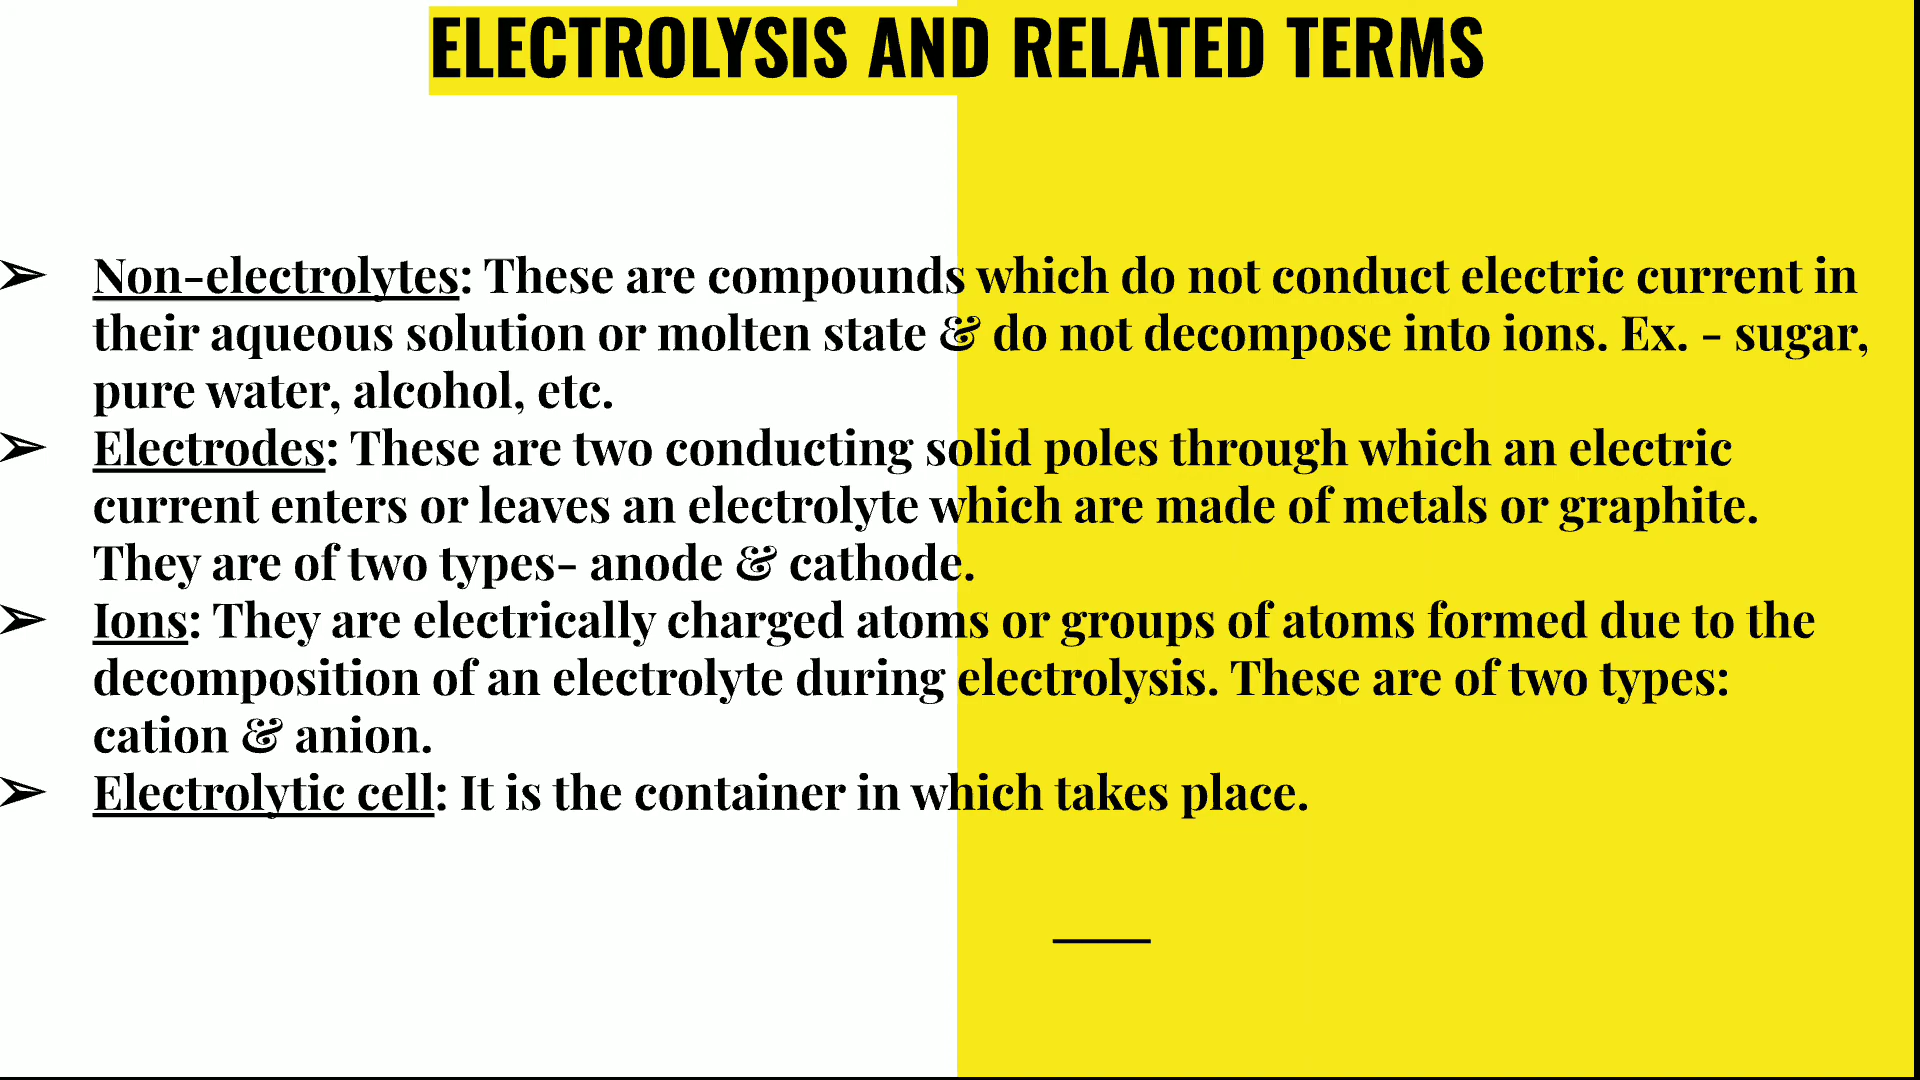 ELECTROLYSIS AND RELATED TERMS
➢ Non-electrolytes: These are compounds which do not conduct electric current in
their aqueous solution or molten state & do not decompose into ions. Ex. - sugar,
pure water, alcohol, etc.
➢ Electrodes: These are two conducting solid poles through which an electric
current enters or leaves an electrolyte which are made of metals or graphite.
They are of two types- anode & cathode.
➢ Ions: They are electrically charged atoms or groups of atoms formed due to the
decomposition of an electrolyte during electrolysis. These are of two types:
cation & anion.
➢ Electrolytic cell: It is the container in which takes place.